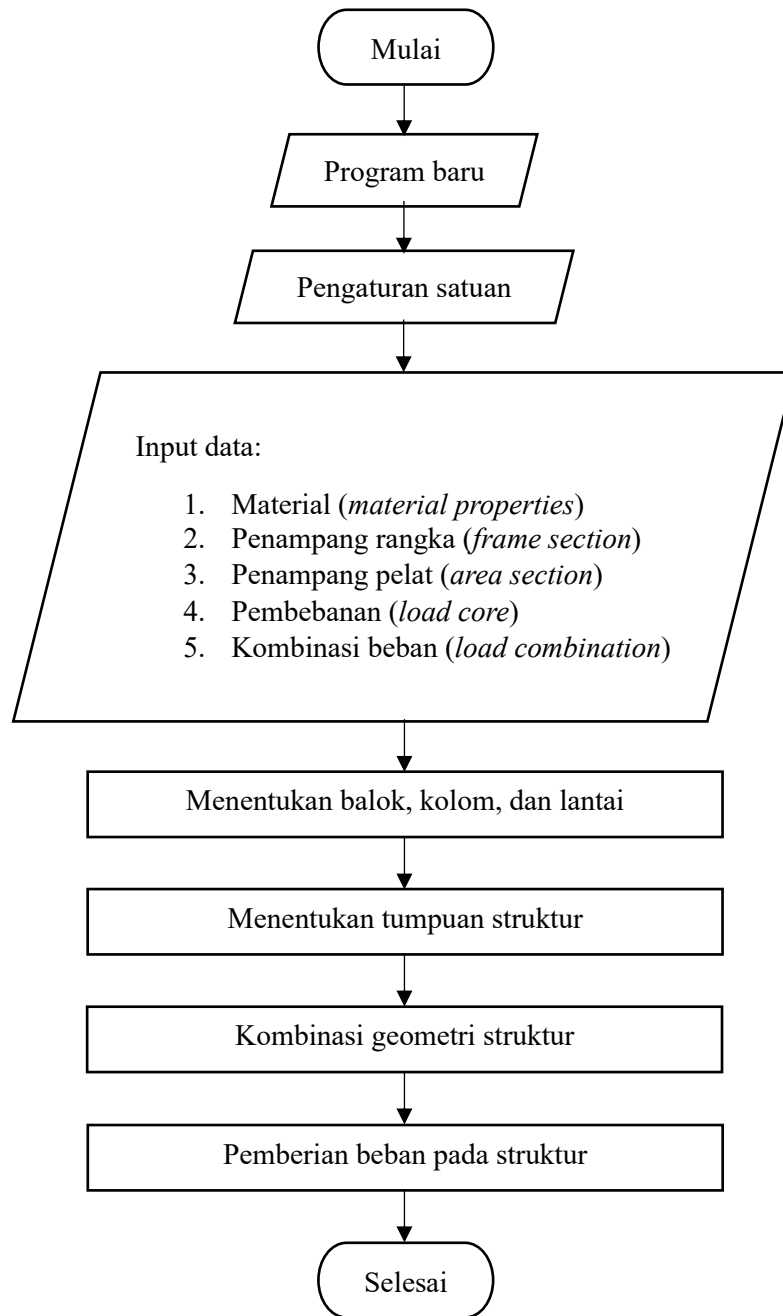 Mulai
Program baru
Pengaturan satuan
Input data:
1. Material (material properties)
2. Penampang rangka (frame section)
3. Penampang pelat (area section)
4. Pembebanan (load core)
5. Kombinasi beban (load combination)
Menentukan balok, kolom, dan lantai
Menentukan tumpuan struktur
Kombinasi geometri struktur
Pemberian beban pada struktur
Selesai